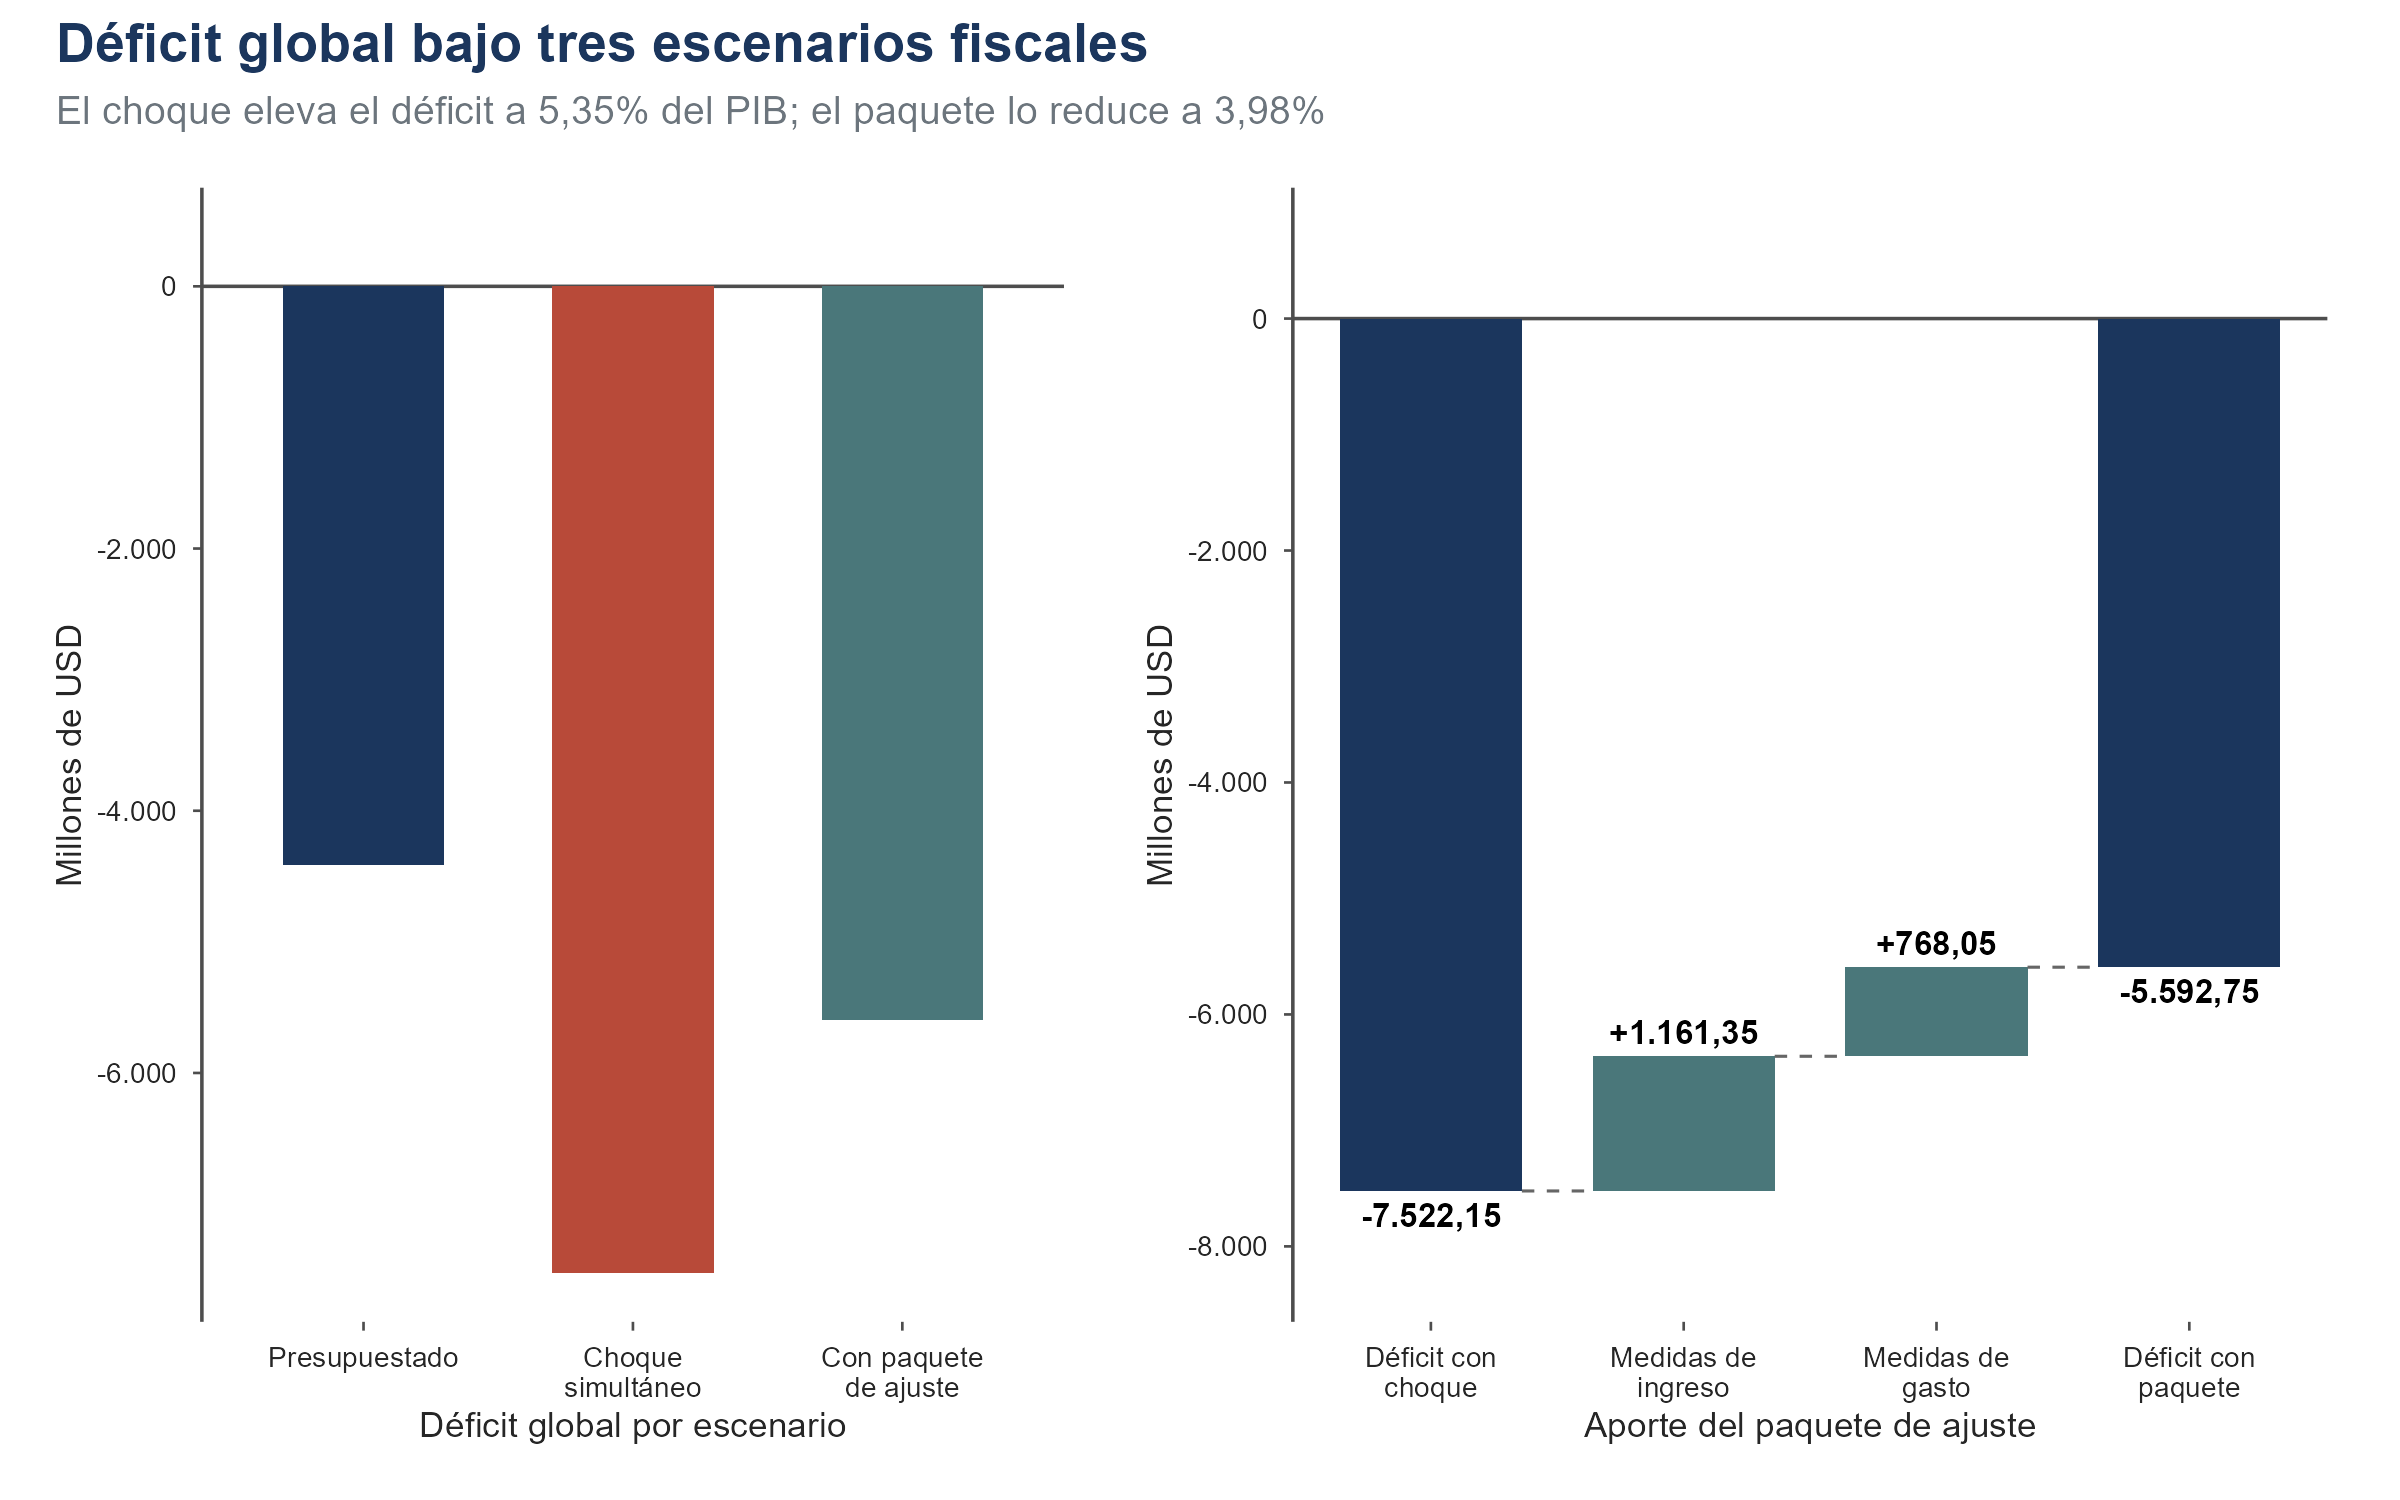 Déficit global bajo tres escenarios fiscales
El choque eleva el déficit a 5,35% del PIB; el paquete lo reduce a 3,98%
Millones de USD
0
-2.000
-4.000
-6.000
Presupuestado
Choque
simultáneo
Con paquete
de ajuste
Déficit global por escenario
Millones de USD
0
-2.000
-4.000
-6.000
-8.000
-7.522,15
+1.161,35
+768,05
-5.592,75
Déficit con
choque
Medidas de
ingreso
Medidas de
gasto
Déficit con
paquete
Aporte del paquete de ajuste